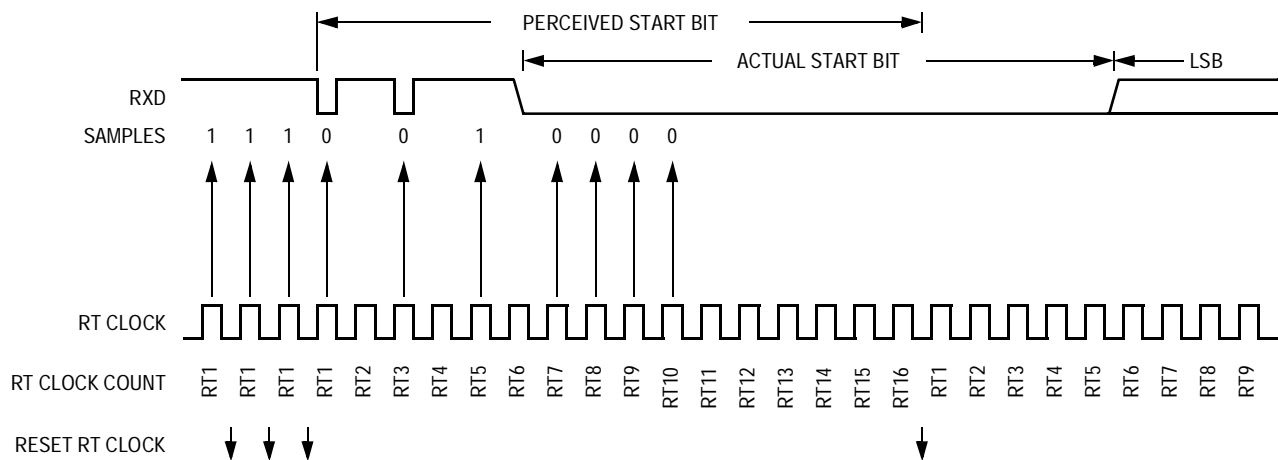 PERCEIVED START BIT
ACTUAL START BIT
LSB
RXD
SAMPLES 1 1 1 0 0 1 0 0 0 0
RT CLOCK
RT CLOCK COUNT RT1 RT1 RT1 RT1 RT2 RT3 RT4 RT5 RT6 RT7 RT8 RT9 RT10 RT11 RT12 RT13 RT14 RT15 RT16 RT1 RT2 RT3 RT4 RT5 RT6 RT7 RT8 RT9
RESET RT CLOCK